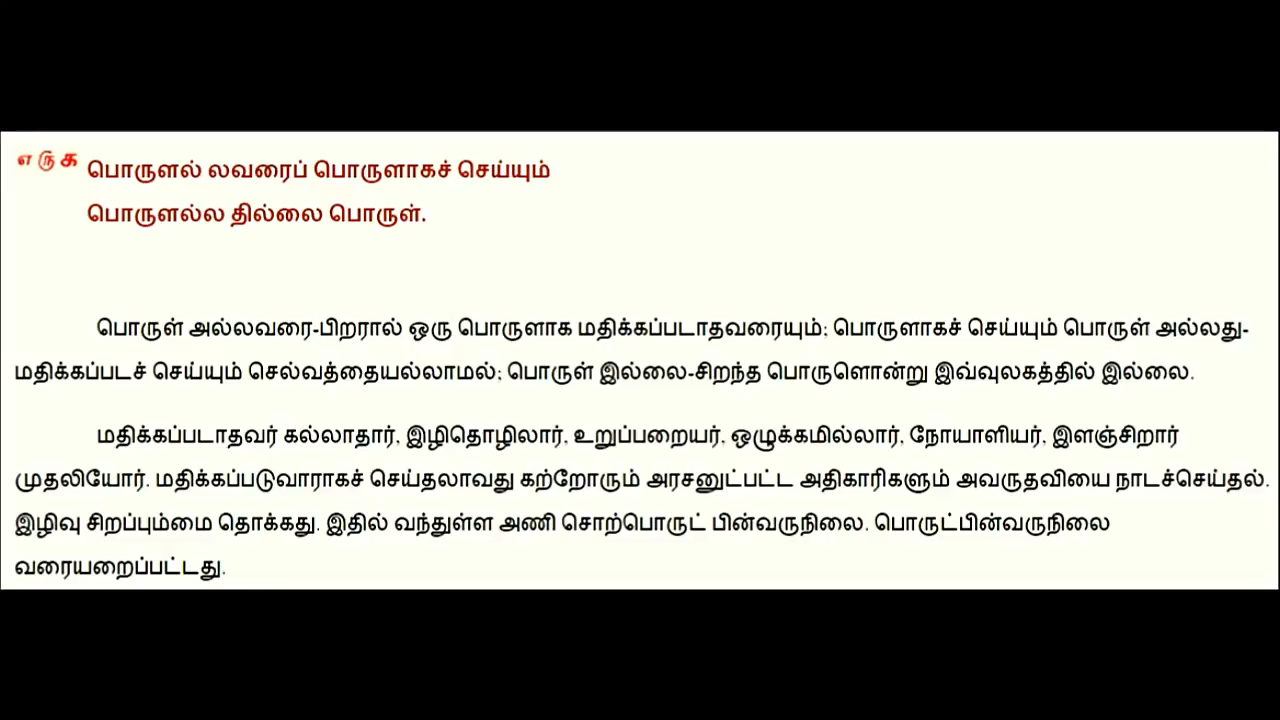 ௭௫௧ பொருளல் லவரைப் பொருளாகச் செய்யும்
பொருளல்ல தில்லை பொருள்.
பொருள் அல்லவரை-பிறரால் ஒரு பொருளாக மதிக்கப்படாதவரையும்; பொருளாகச் செய்யும் பொருள் அல்லது-
மதிக்கப்படச் செய்யும் செல்வத்தையல்லாமல்; பொருள் இல்லை-சிறந்த பொருளொன்று இவ்வுலகத்தில் இல்லை.
மதிக்கப்படாதவர் கல்லாதார், இழிதொழிலார், உறுப்பறையர், ஒழுக்கமில்லார், நோயாளியர், இளஞ்சிறார்
முதலியோர். மதிக்கப்படுவாராகச் செய்தலாவது கற்றோரும் அரசனுட்பட்ட அதிகாரிகளும் அவருதவியை நாடச்செய்தல்.
இழிவு சிறப்பும்மை தொக்கது. இதில் வந்துள்ள அணி சொற்பொருட் பின்வருநிலை. பொருட்பின்வருநிலை
வரையறைப்பட்டது.